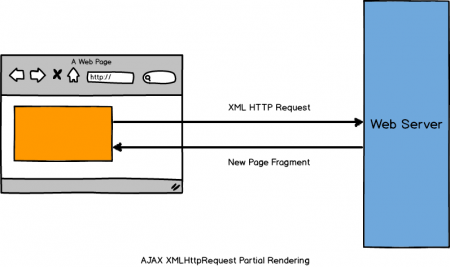 A Web Page
http://
XML HTTP Request
Web Server
New Page Fragment
AJAX XMLHttpRequest Partial Rendering